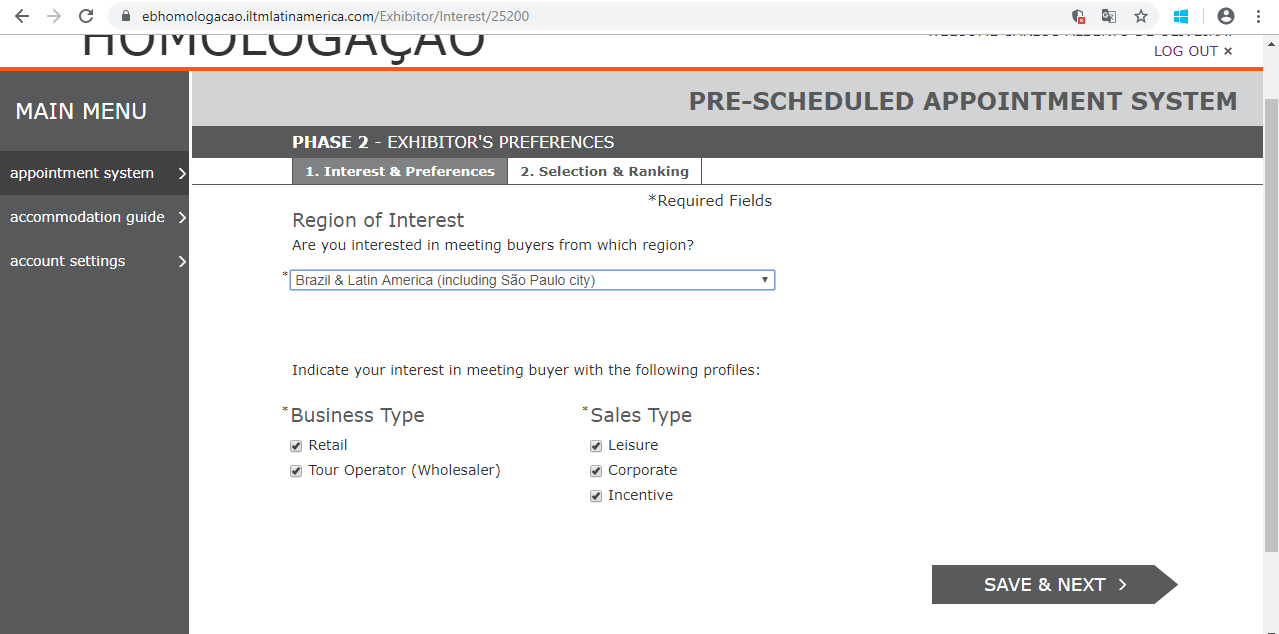 ebhomologacao.iltmlatinamerica.com/Exhibitor/Interest/25200
HOMOLOGAÇÃO
LOG OUT ×
MAIN MENU
appointment system
accommodation guide
account settings
PRE-SCHEDULED APPOINTMENT SYSTEM
PHASE 2 - EXHIBITOR'S PREFERENCES
1. Interest & Preferences
2. Selection & Ranking
*Required Fields
Region of Interest
Are you interested in meeting buyers from which region?
* Brazil & Latin America (including São Paulo city)
Indicate your interest in meeting buyer with the following profiles:
*Business Type
Retail
Tour Operator (Wholesaler)
*Sales Type
Leisure
Corporate
Incentive
SAVE & NEXT